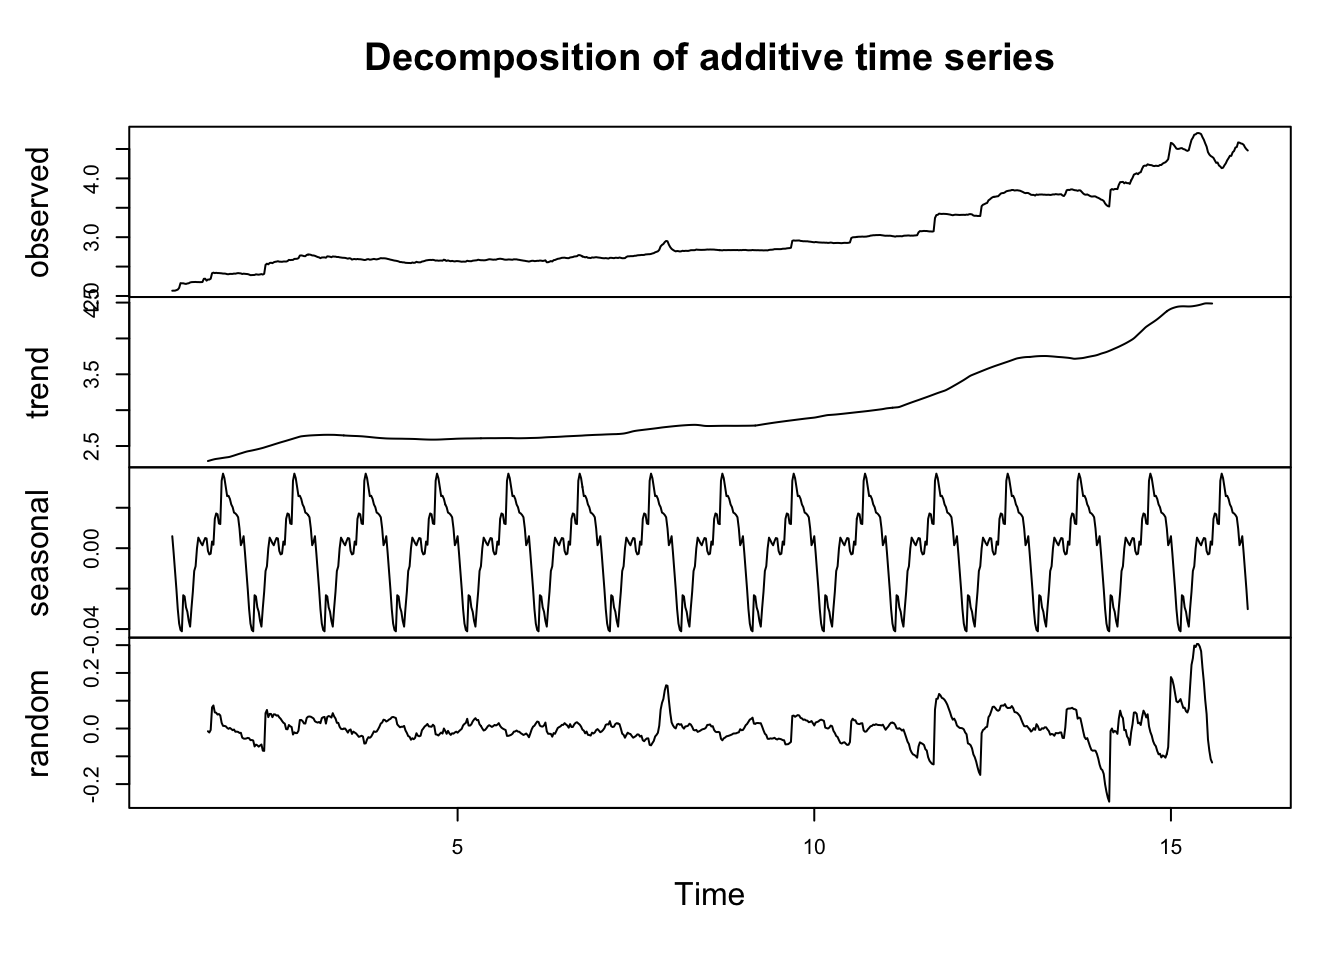 Decomposition of additive time series
observed
4.0
3.0
trend
3.5
2.5
seasonal
0.00
-0.04
random
0.2
0.0
-0.2
5 10 15
Time